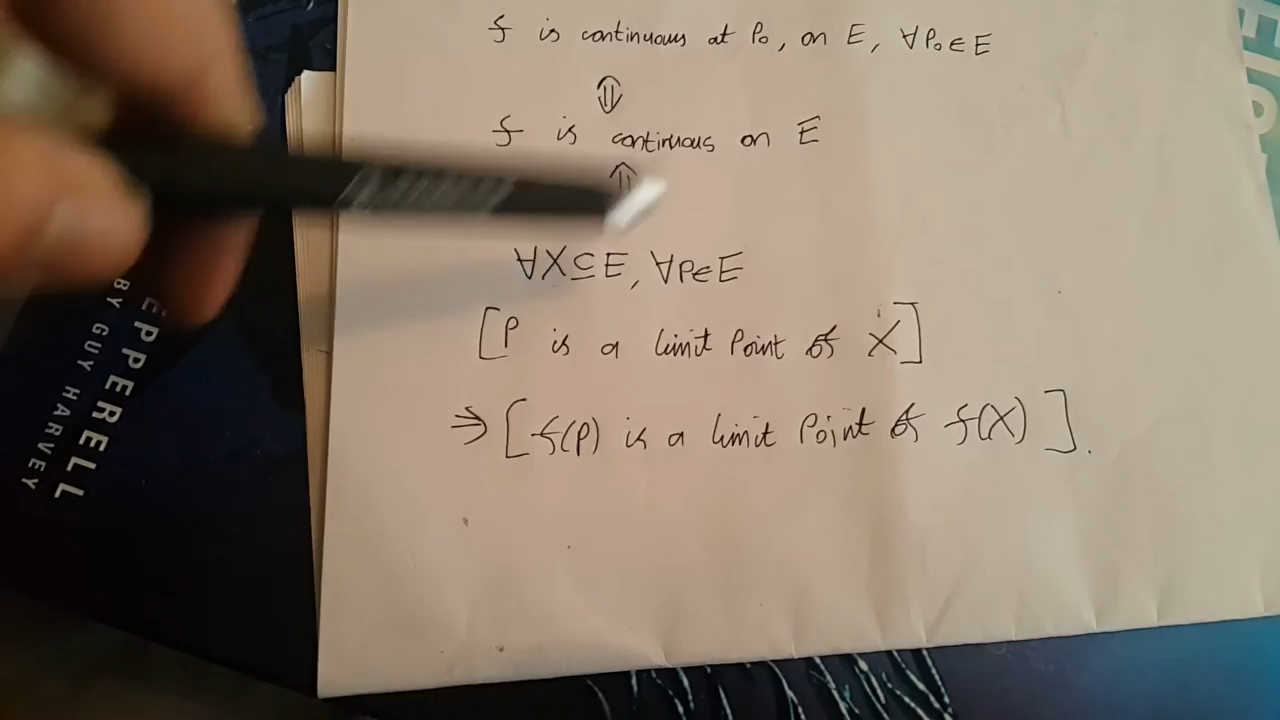 f is continuous at P₀, on E, ∀P₀∈E
⇕
f is continuous on E
⇑
∀X⊆E, ∀P∈E
[P is a limit Point of X]
⇒ [f(P) is a limit Point of f(X)].
EPPERELL
BY GUY HARVEY